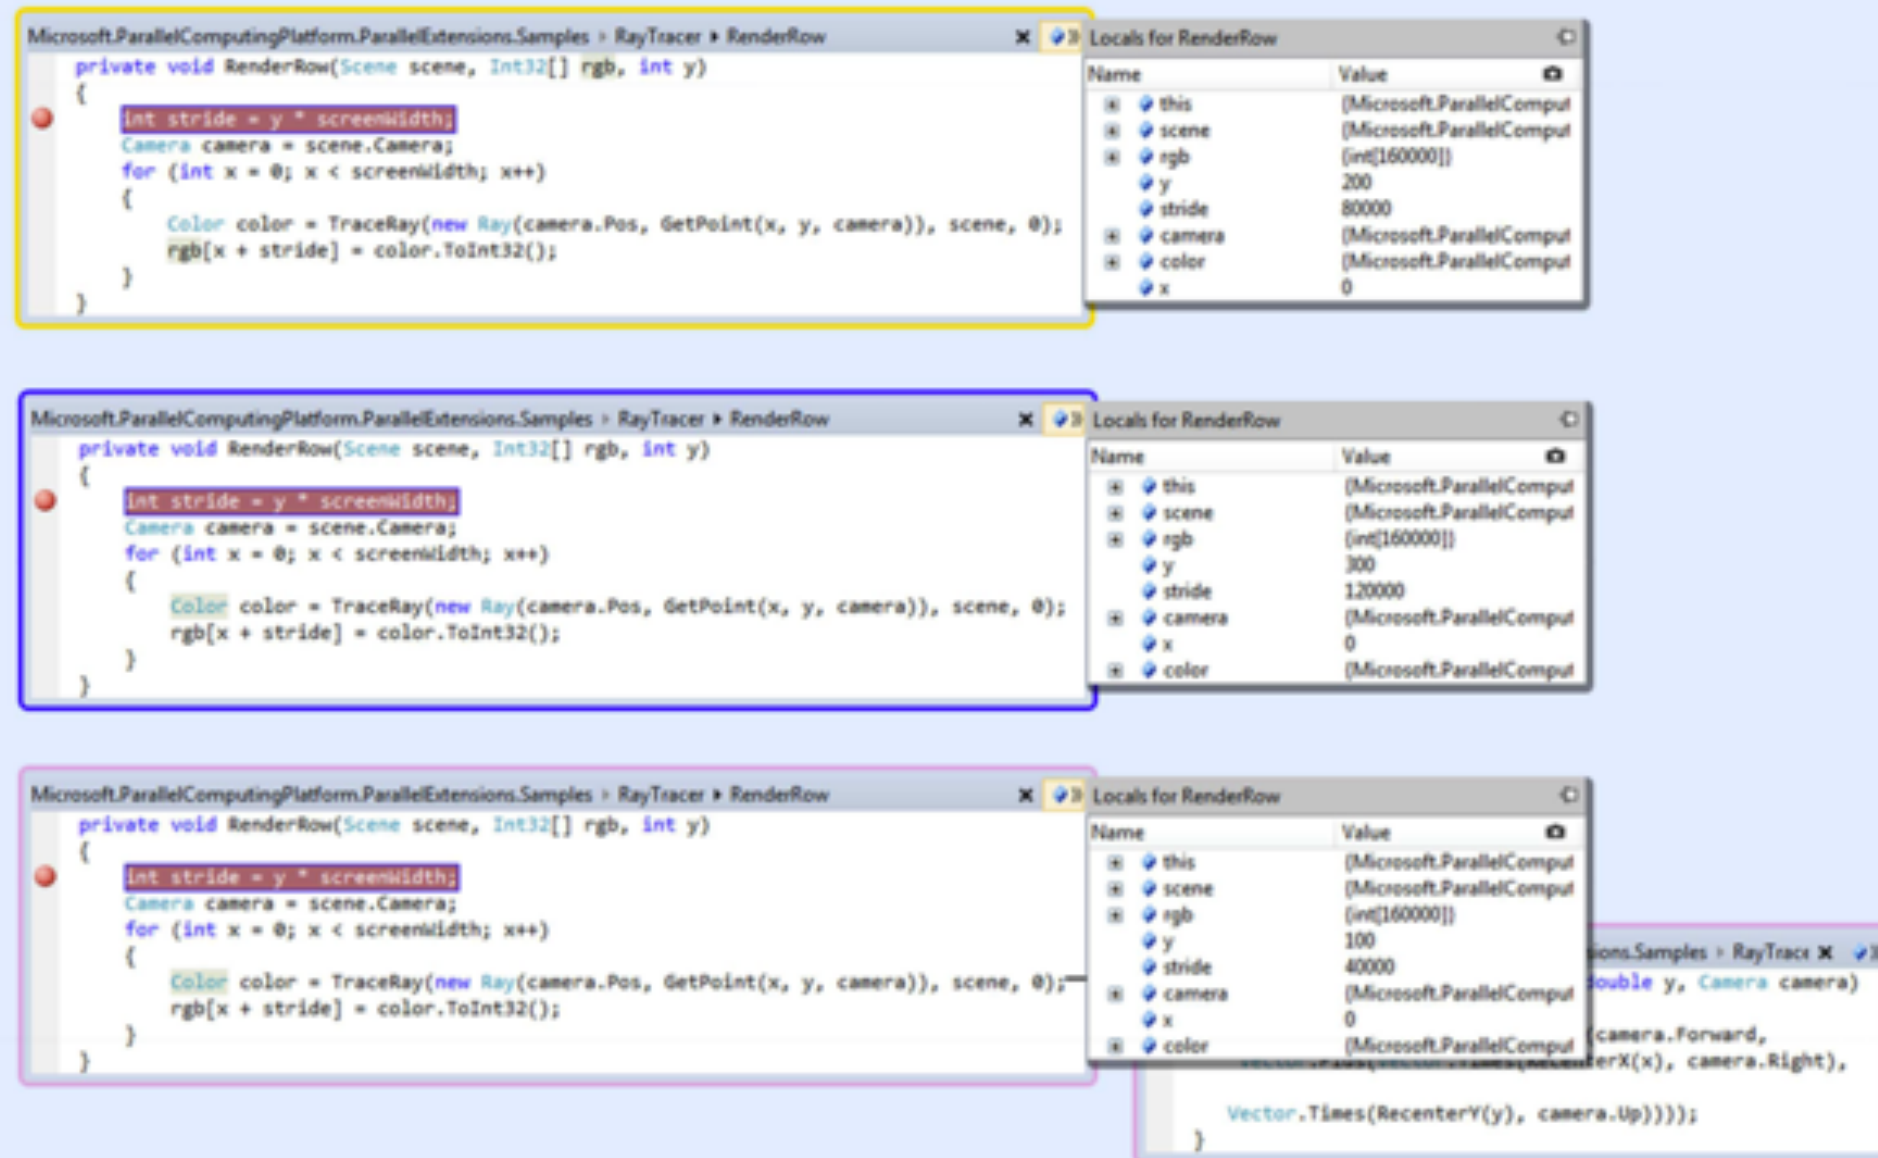 Microsoft.ParallelComputingPlatform.ParallelExtensions.Samples ▸ RayTracer ▸ RenderRow
private void RenderRow(Scene scene, Int32[] rgb, int y)
{
int stride = y * screenWidth;
Camera camera = scene.Camera;
for (int x = 0; x < screenWidth; x++)
{
Color color = TraceRay(new Ray(camera.Pos, GetPoint(x, y, camera)), scene, 0);
rgb[x + stride] = color.ToInt32();
}
}
Locals for RenderRow
Name Value
this {Microsoft.ParallelComput
scene {Microsoft.ParallelComput
rgb {int[160000]}
y 200
stride 80000
camera {Microsoft.ParallelComput
color {Microsoft.ParallelComput
x 0
Microsoft.ParallelComputingPlatform.ParallelExtensions.Samples ▸ RayTracer ▸ RenderRow
private void RenderRow(Scene scene, Int32[] rgb, int y)
{
int stride = y * screenWidth;
Camera camera = scene.Camera;
for (int x = 0; x < screenWidth; x++)
{
Color color = TraceRay(new Ray(camera.Pos, GetPoint(x, y, camera)), scene, 0);
rgb[x + stride] = color.ToInt32();
}
}
Locals for RenderRow
Name Value
this {Microsoft.ParallelComput
scene {Microsoft.ParallelComput
rgb {int[160000]}
y 300
stride 120000
camera {Microsoft.ParallelComput
x 0
color {Microsoft.ParallelComput
Microsoft.ParallelComputingPlatform.ParallelExtensions.Samples ▸ RayTracer ▸ RenderRow
private void RenderRow(Scene scene, Int32[] rgb, int y)
{
int stride = y * screenWidth;
Camera camera = scene.Camera;
for (int x = 0; x < screenWidth; x++)
{
Color color = TraceRay(new Ray(camera.Pos, GetPoint(x, y, camera)), scene, 0);
rgb[x + stride] = color.ToInt32();
}
}
Locals for RenderRow
Name Value
this {Microsoft.ParallelComput
scene {Microsoft.ParallelComput
rgb {int[160000]}
y 100
stride 40000
camera {Microsoft.ParallelComput
x 0
color {Microsoft.ParallelComput
ions.Samples ▸ RayTrace
double y, Camera camera)
(camera.Forward,
erX(x), camera.Right),
Vector.Times(RecenterY(y), camera.Up))));
}